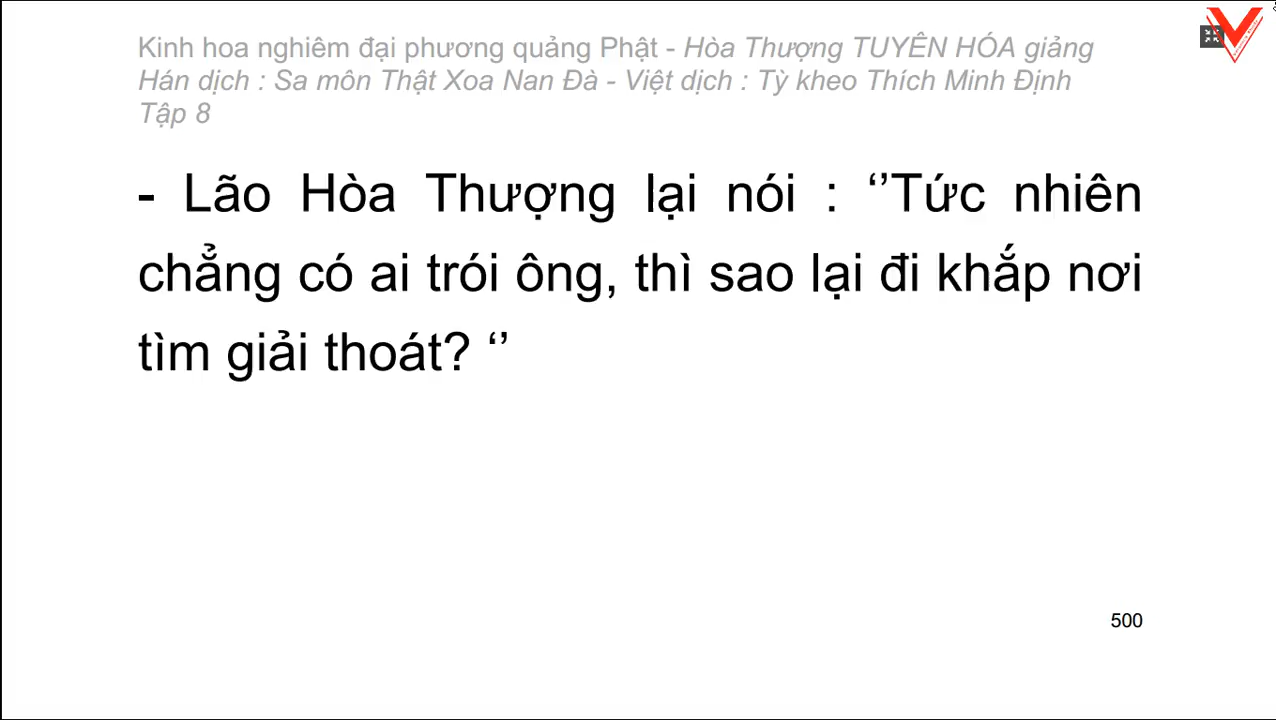 Kinh hoa nghiêm đại phương quảng Phật - Hòa Thượng TUYÊN HÓA giảng
Hán dịch : Sa môn Thật Xoa Nan Đà - Việt dịch : Tỳ kheo Thích Minh Định
Tập 8
- Lão Hòa Thượng lại nói : ‘’Tức nhiên
chẳng có ai trói ông, thì sao lại đi khắp nơi
tìm giải thoát? ‘’
500